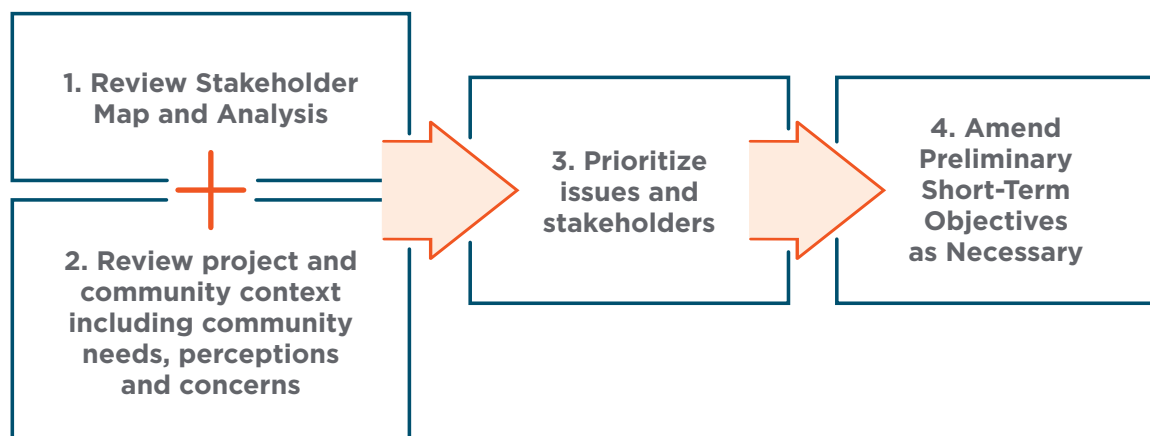 1. Review Stakeholder
Map and Analysis
2. Review project and
community context
including community
needs, perceptions
and concerns
3. Prioritize
issues and
stakeholders
4. Amend
Preliminary
Short-Term
Objectives
as Necessary